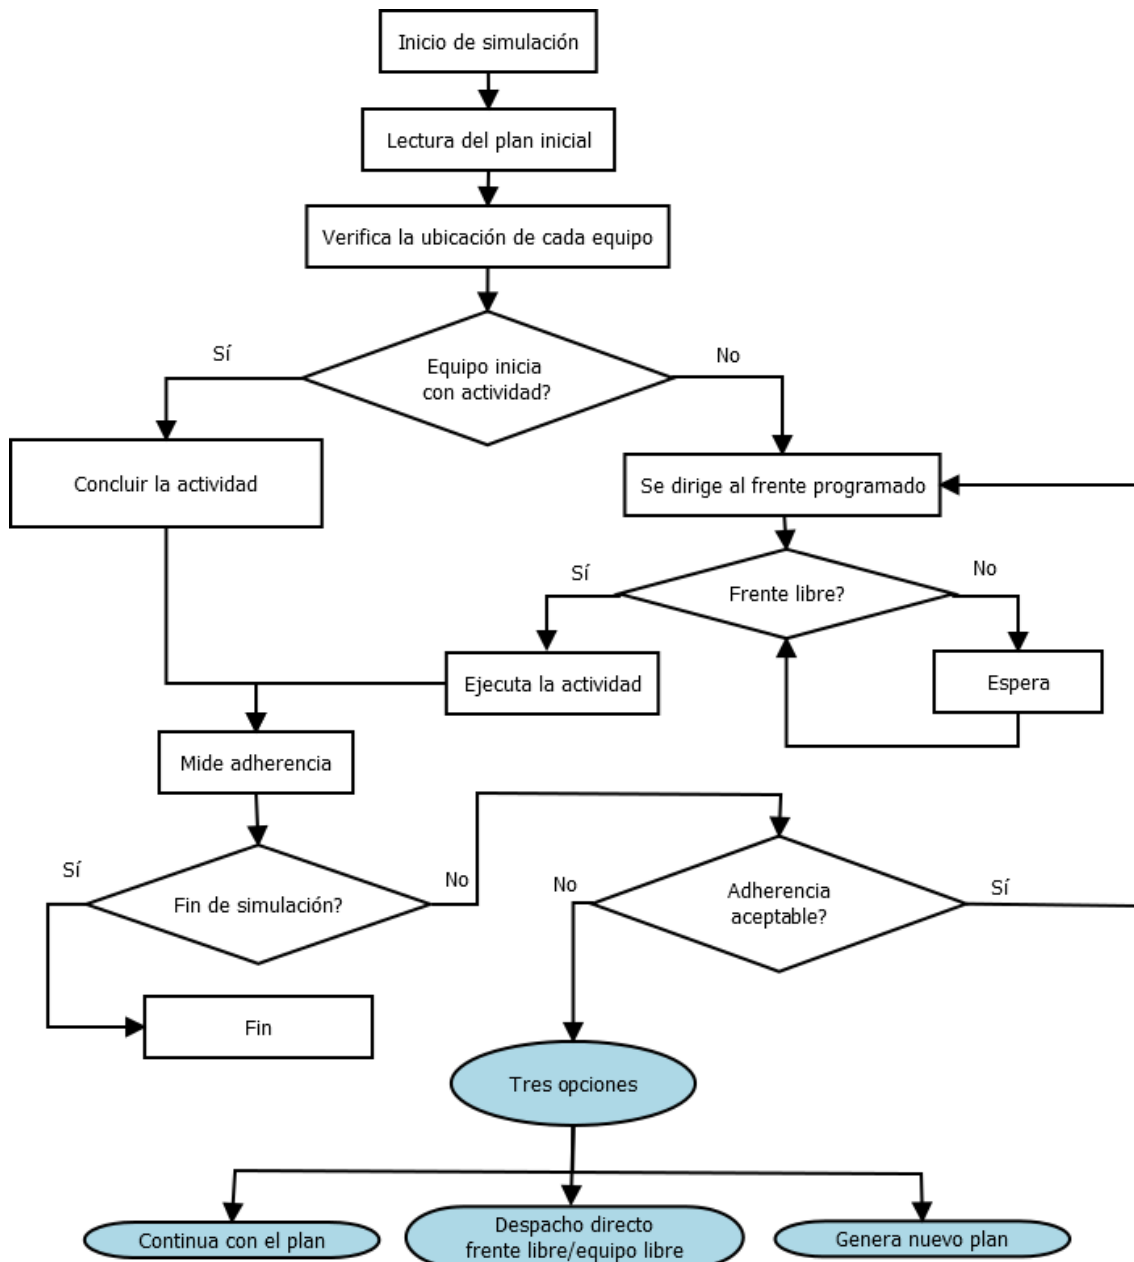 Inicio de simulación
Lectura del plan inicial
Verifica la ubicación de cada equipo
Sí
No
Equipo inicia
con actividad?
Concluir la actividad
Se dirige al frente programado
Sí
No
Frente libre?
Ejecuta la actividad
Espera
Mide adherencia
Sí
No
Fin de simulación?
No
Sí
Adherencia
aceptable?
Fin
Tres opciones
Continua con el plan
Despacho directo
frente libre/equipo libre
Genera nuevo plan